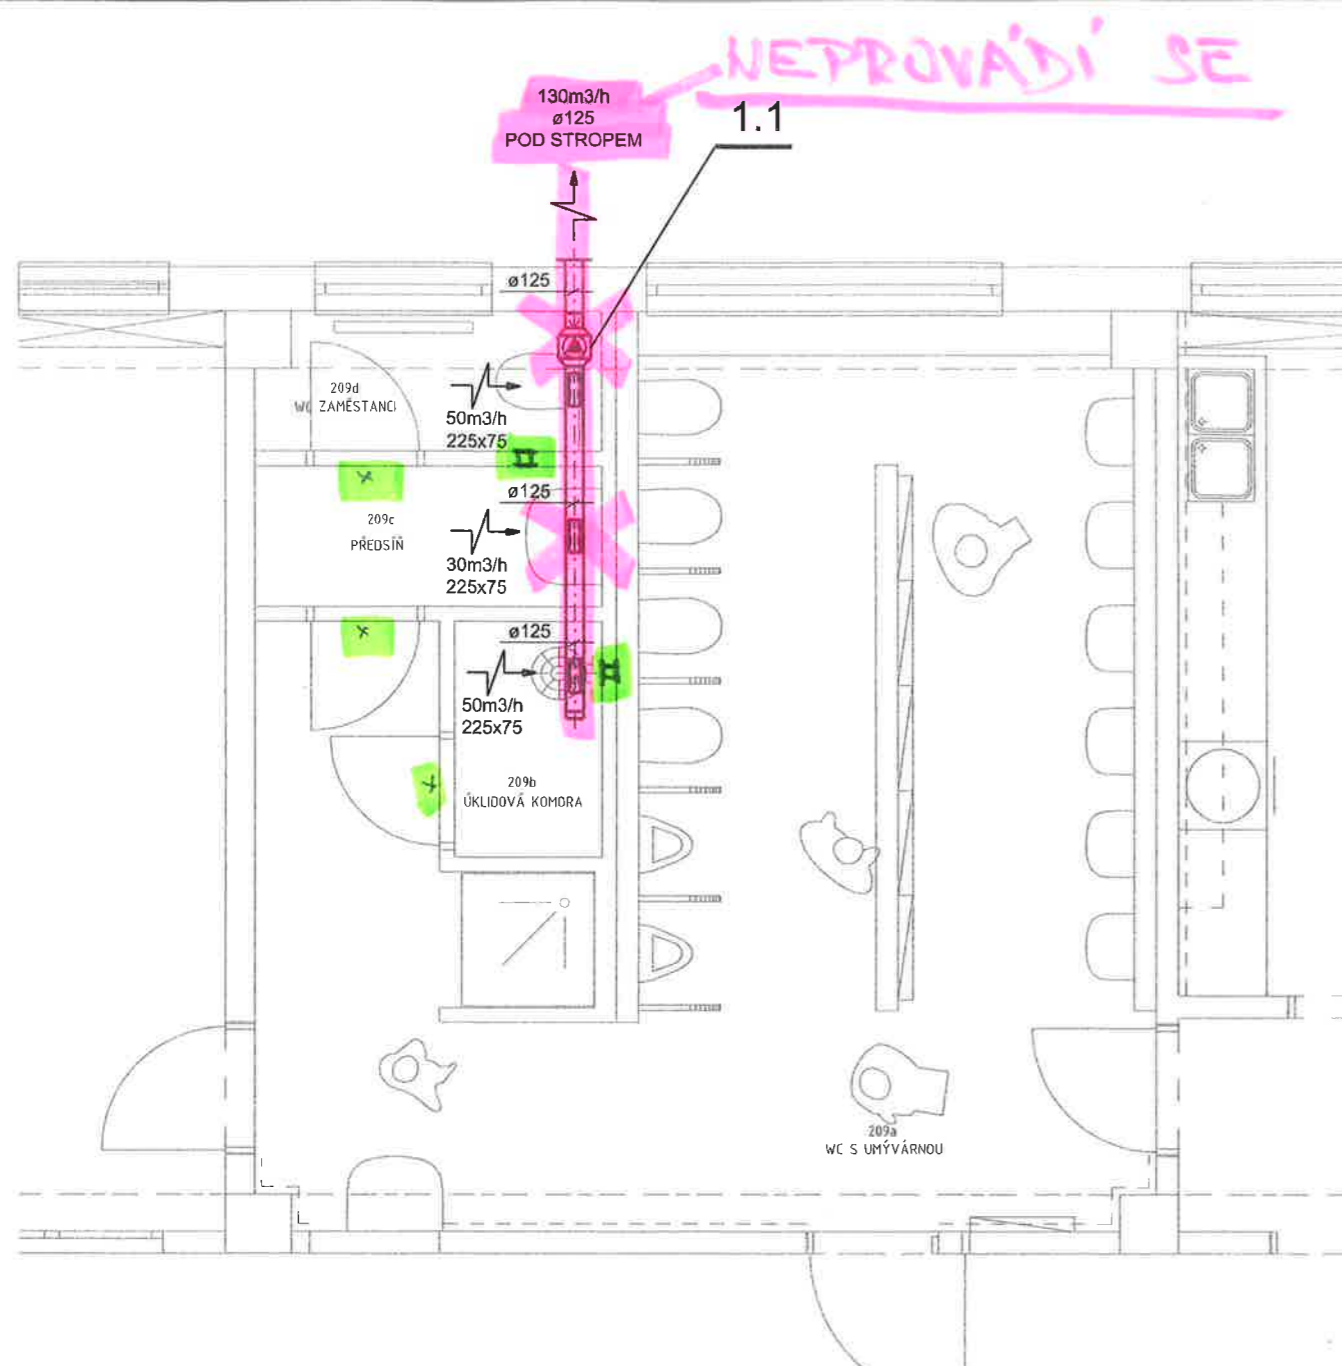 NEPROVÁDÍ SE
130m3/h
ø125
POD STROPEM
1.1
ø125
209d
WC ZAMĚSTANCI
50m3/h
225x75
ø125
209c
PŘEDSÍŇ
30m3/h
225x75
ø125
50m3/h
225x75
209b
ÚKLIDOVÁ KOMORA
209a
WC S UMÝVÁRNOU